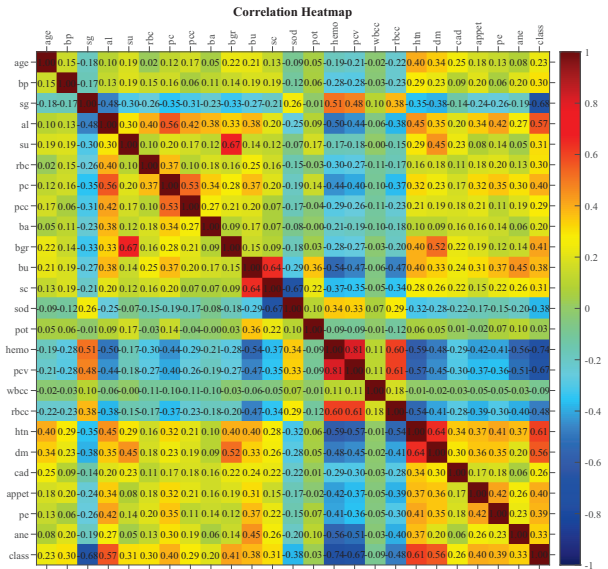 Correlation Heatmap
age bp sg al su rbc pc pcc ba bgr bu sc sod pot hemo pcv wbcc rbcc htn dm cad appet pe ane class
age 1.00 0.15 -0.18 0.10 0.19 0.02 0.12 0.17 0.05 0.22 0.21 0.13 -0.09 0.05 -0.19 -0.21 -0.02 -0.22 0.40 0.34 0.25 0.18 0.13 0.08 0.23
bp 0.15 1.00 -0.17 0.13 0.19 0.15 0.16 0.06 0.11 0.14 0.19 0.19 -0.12 0.06 -0.28 -0.28 -0.03 -0.23 0.29 0.23 0.09 0.20 0.06 0.20 0.30
sg -0.18 -0.17 1.00 -0.48 -0.30 -0.26 -0.35 -0.31 -0.23 -0.33 -0.27 -0.21 0.26 -0.01 0.51 0.48 0.10 0.38 -0.35 -0.38 -0.14 -0.24 -0.26 -0.19 -0.68
al 0.10 0.13 -0.48 1.00 0.30 0.40 0.56 0.42 0.38 0.33 0.38 0.20 -0.25 0.09 -0.50 -0.44 -0.06 -0.38 0.45 0.35 0.20 0.34 0.42 0.27 0.57
su 0.19 0.19 -0.30 0.30 1.00 0.10 0.20 0.17 0.12 0.67 0.14 0.12 -0.07 0.17 -0.17 -0.18 -0.00 -0.15 0.29 0.45 0.23 0.08 0.14 0.05 0.31
rbc 0.02 0.15 -0.26 0.40 0.10 1.00 0.37 0.10 0.18 0.16 0.25 0.16 -0.15 -0.03 -0.30 -0.27 -0.11 -0.17 0.16 0.18 0.11 0.18 0.20 0.13 0.30
pc 0.12 0.16 -0.35 0.56 0.20 0.37 1.00 0.53 0.34 0.28 0.37 0.20 -0.19 0.14 -0.44 -0.40 -0.10 -0.37 0.32 0.23 0.17 0.32 0.35 0.30 0.40
pcc 0.17 0.06 -0.31 0.42 0.17 0.10 0.53 1.00 0.27 0.21 0.20 0.07 -0.17 -0.04 -0.29 -0.26 -0.11 -0.23 0.21 0.19 0.18 0.21 0.11 0.19 0.29
ba 0.05 0.11 -0.23 0.38 0.12 0.18 0.34 0.27 1.00 0.09 0.17 0.07 -0.08 -0.00 -0.21 -0.19 -0.10 -0.18 0.10 0.09 0.16 0.14 0.14 0.06 0.20
bgr 0.22 0.14 -0.33 0.33 0.67 0.16 0.28 0.21 0.09 1.00 0.15 0.09 -0.18 0.03 -0.28 -0.27 -0.03 -0.20 0.40 0.52 0.22 0.19 0.12 0.14 0.41
bu 0.21 0.19 -0.27 0.38 0.14 0.25 0.37 0.20 0.17 0.15 1.00 0.64 -0.29 0.36 -0.54 -0.47 -0.06 -0.47 0.40 0.33 0.24 0.31 0.37 0.45 0.38
sc 0.13 0.19 -0.21 0.20 0.12 0.16 0.20 0.07 0.07 0.09 0.64 1.00 -0.67 0.22 -0.37 -0.35 -0.05 -0.34 0.28 0.26 0.22 0.15 0.22 0.26 0.31
sod -0.09 -0.12 0.26 -0.25 -0.07 -0.15 -0.19 -0.17 -0.08 -0.18 -0.29 -0.67 1.00 0.10 0.34 0.33 0.07 0.29 -0.32 -0.28 -0.22 -0.17 -0.15 -0.20 -0.38
pot 0.05 0.06 -0.01 0.09 0.17 -0.03 0.14 -0.04 -0.00 0.03 0.36 0.22 0.10 1.00 -0.09 -0.09 -0.01 -0.12 0.06 0.05 0.01 -0.02 0.07 0.10 0.03
hemo -0.19 -0.28 0.51 -0.50 -0.17 -0.30 -0.44 -0.29 -0.21 -0.28 -0.54 -0.37 0.34 -0.09 1.00 0.81 0.11 0.60 -0.59 -0.48 -0.29 -0.42 -0.41 -0.56 -0.74
pcv -0.21 -0.28 0.48 -0.44 -0.18 -0.27 -0.40 -0.26 -0.19 -0.27 -0.47 -0.35 0.33 -0.09 0.81 1.00 0.11 0.61 -0.57 -0.45 -0.30 -0.37 -0.36 -0.51 -0.67
wbcc -0.02 -0.03 0.10 -0.06 -0.00 -0.11 -0.10 -0.11 -0.10 -0.03 -0.06 -0.05 0.07 -0.01 0.11 0.11 1.00 0.18 -0.01 -0.02 -0.03 -0.05 -0.05 -0.03 -0.09
rbcc -0.22 -0.23 0.38 -0.38 -0.15 -0.17 -0.37 -0.23 -0.18 -0.20 -0.47 -0.34 0.29 -0.12 0.60 0.61 0.18 1.00 -0.54 -0.41 -0.28 -0.39 -0.30 -0.40 -0.48
htn 0.40 0.29 -0.35 0.45 0.29 0.16 0.32 0.21 0.10 0.40 0.40 0.28 -0.32 0.06 -0.59 -0.57 -0.01 -0.54 1.00 0.64 0.34 0.37 0.41 0.37 0.61
dm 0.34 0.23 -0.38 0.35 0.45 0.18 0.23 0.19 0.09 0.52 0.33 0.26 -0.28 0.05 -0.48 -0.45 -0.02 -0.41 0.64 1.00 0.30 0.36 0.35 0.20 0.56
cad 0.25 0.09 -0.14 0.20 0.23 0.11 0.17 0.18 0.16 0.22 0.24 0.22 -0.22 0.01 -0.29 -0.30 -0.03 -0.28 0.34 0.30 1.00 0.17 0.18 0.06 0.26
appet 0.18 0.20 -0.24 0.34 0.08 0.18 0.32 0.21 0.16 0.19 0.31 0.15 -0.17 -0.02 -0.42 -0.37 -0.05 -0.39 0.37 0.36 0.17 1.00 0.42 0.26 0.40
pe 0.13 0.06 -0.26 0.42 0.14 0.20 0.35 0.11 0.14 0.12 0.37 0.22 -0.15 0.07 -0.41 -0.36 -0.05 -0.30 0.41 0.35 0.18 0.42 1.00 0.23 0.39
ane 0.08 0.20 -0.19 0.27 0.05 0.13 0.30 0.19 0.06 0.14 0.45 0.26 -0.20 0.10 -0.56 -0.51 -0.03 -0.40 0.37 0.20 0.06 0.26 0.23 1.00 0.33
class 0.23 0.30 -0.68 0.57 0.31 0.30 0.40 0.29 0.20 0.41 0.38 0.31 -0.38 0.03 -0.74 -0.67 -0.09 -0.48 0.61 0.56 0.26 0.40 0.39 0.33 1.00
1
0.8
0.6
0.4
0.2
0
-0.2
-0.4
-0.6
-0.8
-1